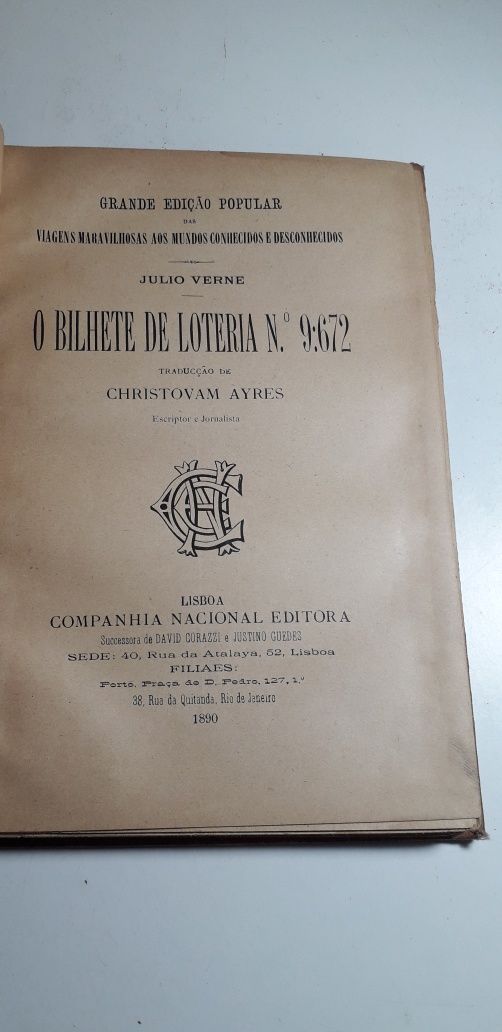 GRANDE EDIÇÃO POPULAR
DAS
VIAGENS MARAVILHOSAS AOS MUNDOS CONHECIDOS E DESCONHECIDOS
JULIO VERNE
O BILHETE DE LOTERIA N.º 9:672
TRADUCÇÃO DE
CHRISTOVAM AYRES
Escriptor e Jornalista
LISBOA
COMPANHIA NACIONAL EDITORA
Successora de DAVID CORAZZI e JUSTINO GUEDES
SEDE: 40, Rua da Atalaya, 52, Lisboa
FILIAES:
Porto, Praça de D. Pedro, 127, 1.º
38, Rua da Quitanda, Rio de Janeiro
1890